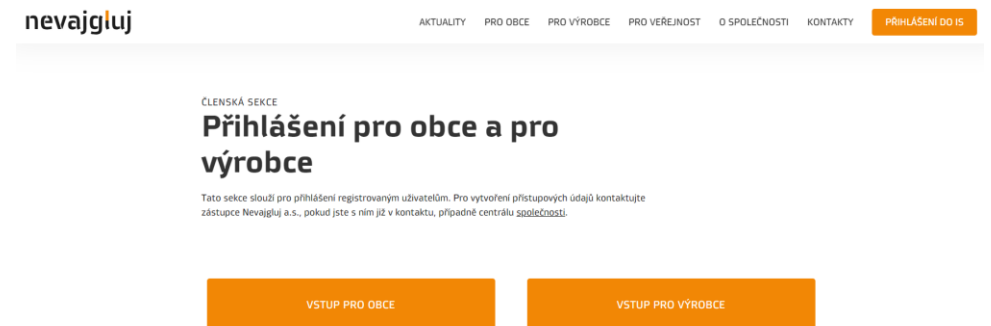 nevajgluj
AKTUALITY PRO OBCE PRO VÝROBCE PRO VEŘEJNOST O SPOLEČNOSTI KONTAKTY PŘIHLÁŠENÍ DO IS
ČLENSKÁ SEKCE
Přihlášení pro obce a pro
výrobce
Tato sekce slouží pro přihlášení registrovaným uživatelům. Pro vytvoření přístupových údajů kontaktujte
zástupce Nevajgluj a.s., pokud jste s ním již v kontaktu, případně centrálu společnosti.
VSTUP PRO OBCE
VSTUP PRO VÝROBCE